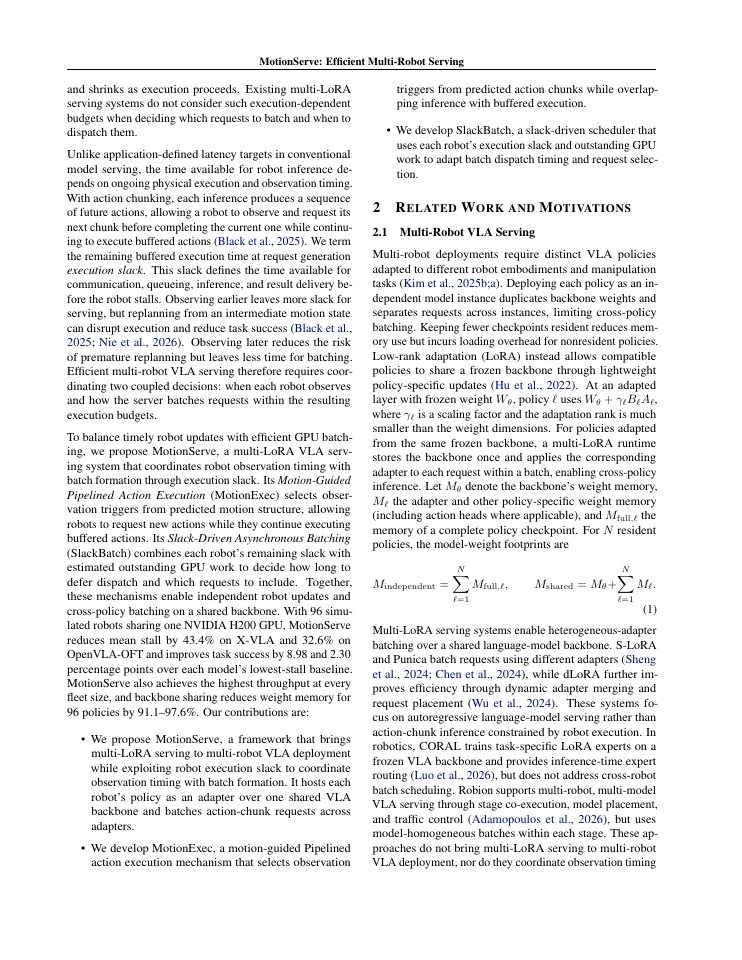 MotionServe: Efficient Multi-Robot Serving
and shrinks as execution proceeds. Existing multi-LoRA
serving systems do not consider such execution-dependent
budgets when deciding which requests to batch and when to
dispatch them.
Unlike application-defined latency targets in conventional
model serving, the time available for robot inference de-
pends on ongoing physical execution and observation timing.
With action chunking, each inference produces a sequence
of future actions, allowing a robot to observe and request its
next chunk before completing the current one while continu-
ing to execute buffered actions (Black et al., 2025). We term
the remaining buffered execution time at request generation
execution slack. This slack defines the time available for
communication, queueing, inference, and result delivery be-
fore the robot stalls. Observing earlier leaves more slack for
serving, but replanning from an intermediate motion state
can disrupt execution and reduce task success (Black et al.,
2025; Nie et al., 2026). Observing later reduces the risk
of premature replanning but leaves less time for batching.
Efficient multi-robot VLA serving therefore requires coor-
dinating two coupled decisions: when each robot observes
and how the server batches requests within the resulting
execution budgets.
To balance timely robot updates with efficient GPU batch-
ing, we propose MotionServe, a multi-LoRA VLA serv-
ing system that coordinates robot observation timing with
batch formation through execution slack. Its Motion-Guided
Pipelined Action Execution (MotionExec) selects obser-
vation triggers from predicted motion structure, allowing
robots to request new actions while they continue executing
buffered actions. Its Slack-Driven Asynchronous Batching
(SlackBatch) combines each robot's remaining slack with
estimated outstanding GPU work to decide how long to
defer dispatch and which requests to include. Together,
these mechanisms enable independent robot updates and
cross-policy batching on a shared backbone. With 96 simu-
lated robots sharing one NVIDIA H200 GPU, MotionServe
reduces mean stall by 43.4% on X-VLA and 32.6% on
OpenVLA-OFT and improves task success by 8.98 and 2.30
percentage points over each model's lowest-stall baseline.
MotionServe also achieves the highest throughput at every
fleet size, and backbone sharing reduces weight memory for
96 policies by 91.1–97.6%. Our contributions are:
• We propose MotionServe, a framework that brings
multi-LoRA serving to multi-robot VLA deployment
while exploiting robot execution slack to coordinate
observation timing with batch formation. It hosts each
robot's policy as an adapter over one shared VLA
backbone and batches action-chunk requests across
adapters.
• We develop MotionExec, a motion-guided Pipelined
action execution mechanism that selects observation
triggers from predicted action chunks while overlap-
ping inference with buffered execution.
• We develop SlackBatch, a slack-driven scheduler that
uses each robot's execution slack and outstanding GPU
work to adapt batch dispatch timing and request selec-
tion.
2 RELATED WORK AND MOTIVATIONS
2.1 Multi-Robot VLA Serving
Multi-robot deployments require distinct VLA policies
adapted to different robot embodiments and manipulation
tasks (Kim et al., 2025b;a). Deploying each policy as an in-
dependent model instance duplicates backbone weights and
separates requests across instances, limiting cross-policy
batching. Keeping fewer checkpoints resident reduces mem-
ory use but incurs loading overhead for nonresident policies.
Low-rank adaptation (LoRA) instead allows compatible
policies to share a frozen backbone through lightweight
policy-specific updates (Hu et al., 2022). At an adapted
layer with frozen weight W_θ, policy ℓ uses W_θ + γ_ℓB_ℓA_ℓ,
where γ_ℓ is a scaling factor and the adaptation rank is much
smaller than the weight dimensions. For policies adapted
from the same frozen backbone, a multi-LoRA runtime
stores the backbone once and applies the corresponding
adapter to each request within a batch, enabling cross-policy
inference. Let M_θ denote the backbone's weight memory,
M_ℓ the adapter and other policy-specific weight memory
(including action heads where applicable), and M_full,ℓ the
memory of a complete policy checkpoint. For N resident
policies, the model-weight footprints are
M_independent = ∑_{ℓ=1}^{N} M_full,ℓ, M_shared = M_θ + ∑_{ℓ=1}^{N} M_ℓ.
(1)
Multi-LoRA serving systems enable heterogeneous-adapter
batching over a shared language-model backbone. S-LoRA
and Punica batch requests using different adapters (Sheng
et al., 2024; Chen et al., 2024), while dLoRA further im-
proves efficiency through dynamic adapter merging and
request placement (Wu et al., 2024). These systems fo-
cus on autoregressive language-model serving rather than
action-chunk inference constrained by robot execution. In
robotics, CORAL trains task-specific LoRA experts on a
frozen VLA backbone and provides inference-time expert
routing (Luo et al., 2026), but does not address cross-robot
batch scheduling. Robion supports multi-robot, multi-model
VLA serving through stage co-execution, model placement,
and traffic control (Adamopoulos et al., 2026), but uses
model-homogeneous batches within each stage. These ap-
proaches do not bring multi-LoRA serving to multi-robot
VLA deployment, nor do they coordinate observation timing